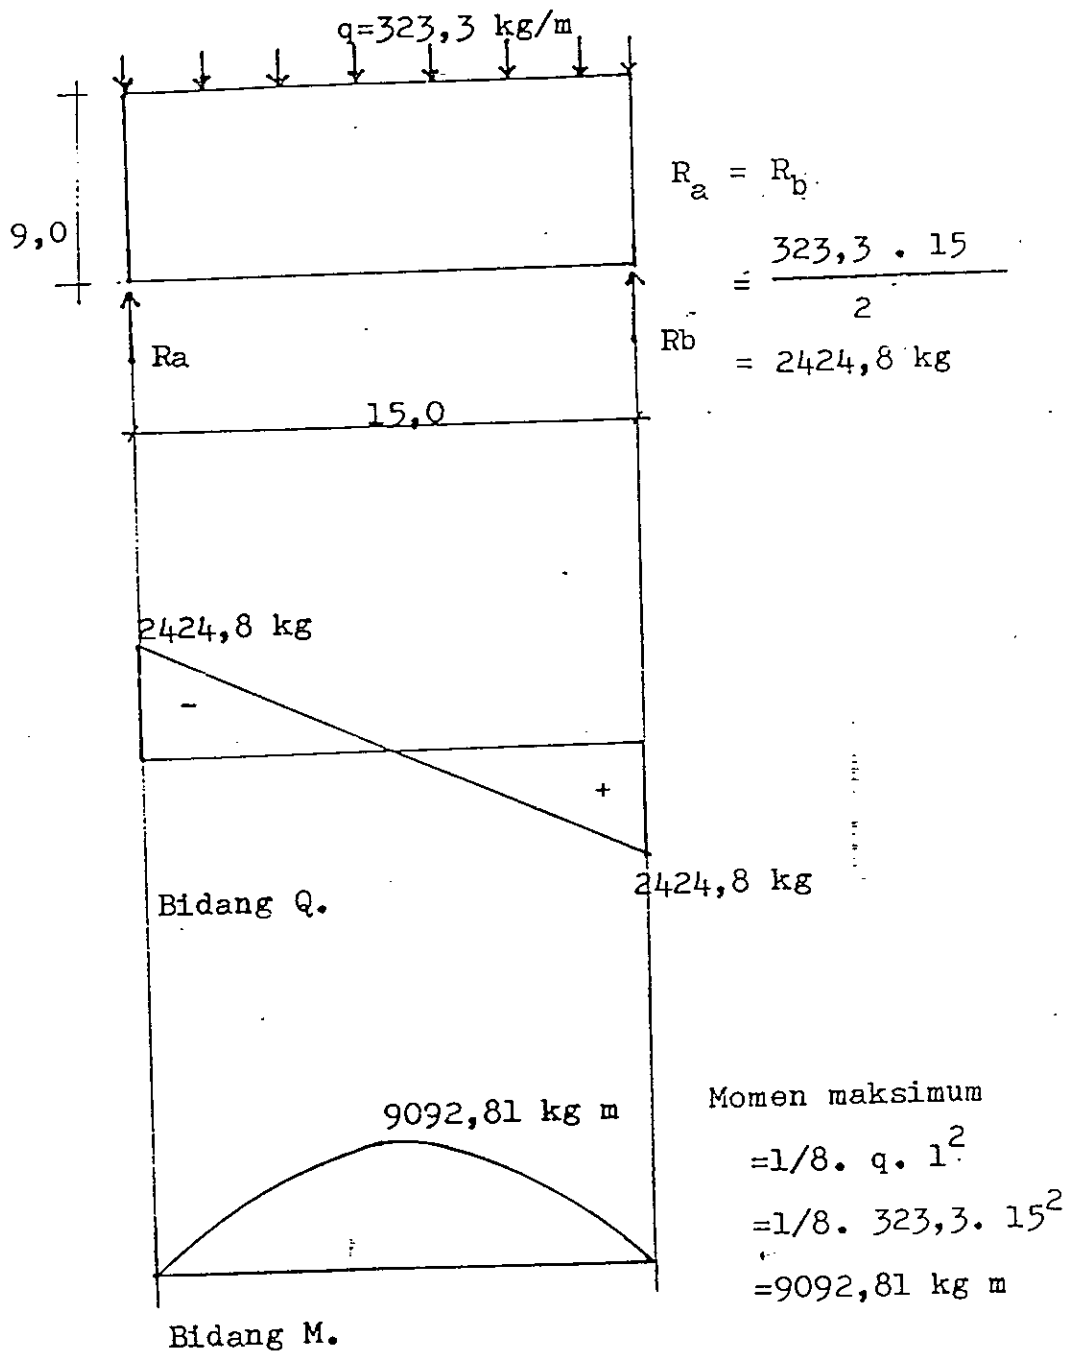 q=323,3 kg/m
9,0
R_a = R_b
= 323,3 . 15 / 2
= 2424,8 kg
Ra
Rb
15,0
2424,8 kg
-
+
2424,8 kg
Bidang Q.
9092,81 kg m
Momen maksimum
=1/8. q. l²
=1/8. 323,3. 15²
=9092,81 kg m
Bidang M.